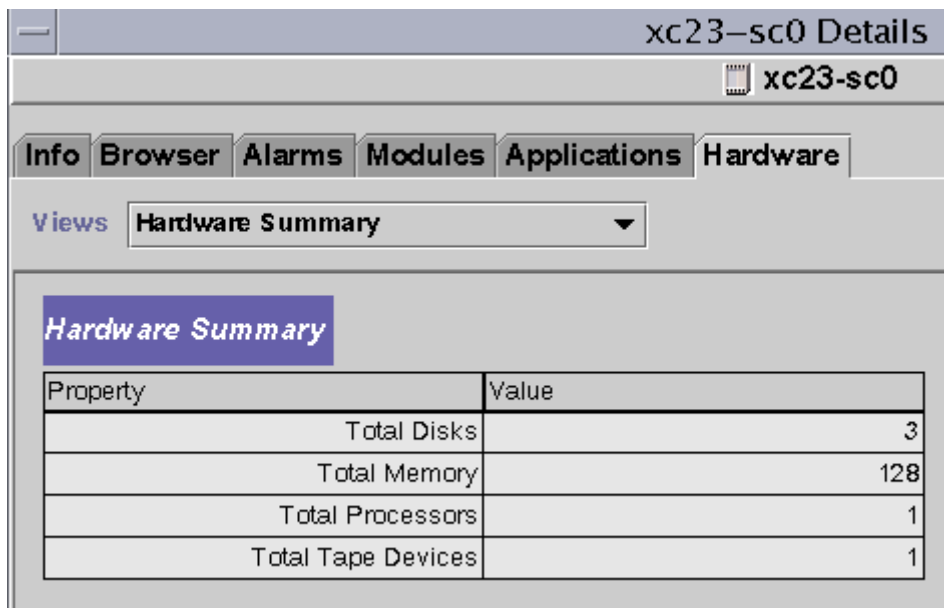 xc23–sc0 Details
xc23-sc0
Info Browser Alarms Modules Applications Hardware
Views Hardware Summary
Hardware Summary
Property Value
Total Disks 3
Total Memory 128
Total Processors 1
Total Tape Devices 1